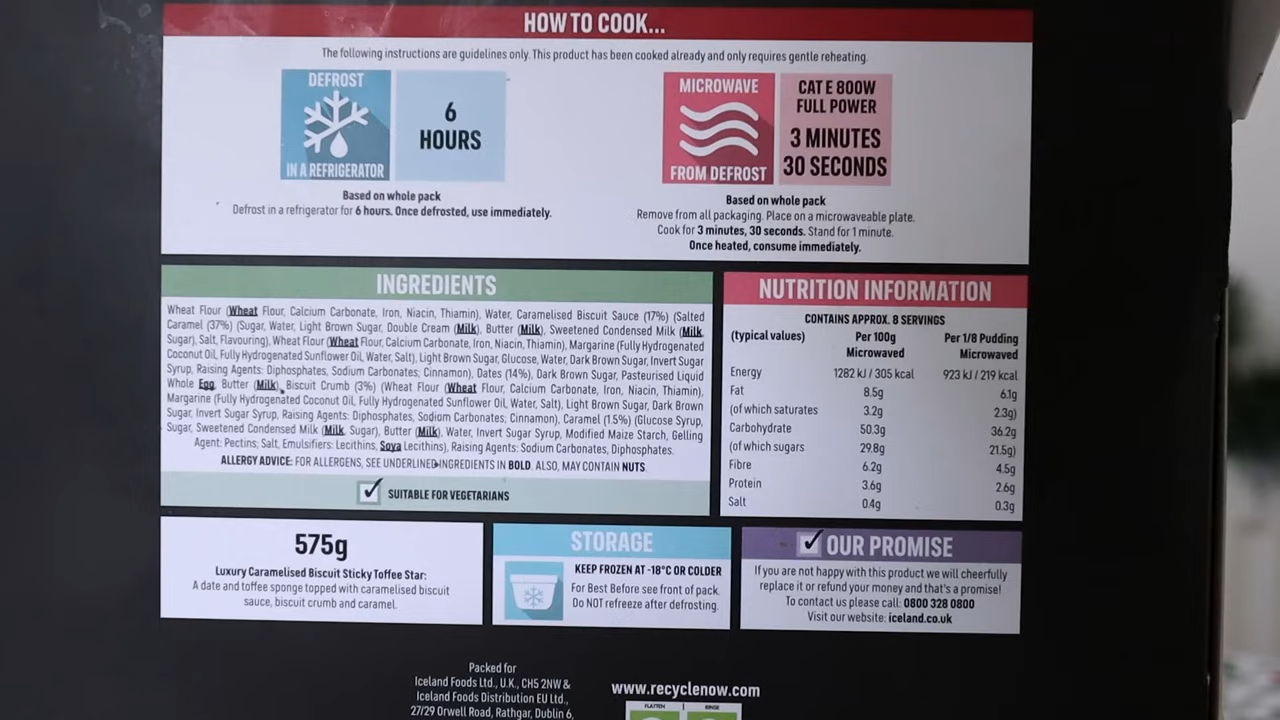 HOW TO COOK...
The following instructions are guidelines only. This product has been cooked already and only requires gentle reheating.
DEFROST
IN A REFRIGERATOR
6
HOURS
Based on whole pack
Defrost in a refrigerator for 6 hours. Once defrosted, use immediately.
MICROWAVE
FROM DEFROST
CAT E 800W
FULL POWER
3 MINUTES
30 SECONDS
Based on whole pack
Remove from all packaging. Place on a microwaveable plate.
Cook for 3 minutes, 30 seconds. Stand for 1 minute.
Once heated, consume immediately.
INGREDIENTS
Wheat Flour (Wheat Flour, Calcium Carbonate, Iron, Niacin, Thiamin), Water, Caramelised Biscuit Sauce (17%) (Salted
Caramel (37%) (Sugar, Water, Light Brown Sugar, Double Cream (Milk), Butter (Milk), Sweetened Condensed Milk (Milk,
Sugar), Salt, Flavouring), Wheat Flour (Wheat Flour, Calcium Carbonate, Iron, Niacin, Thiamin), Margarine (Fully Hydrogenated
Coconut Oil, Fully Hydrogenated Sunflower Oil, Water, Salt), Light Brown Sugar, Glucose, Water, Dark Brown Sugar, Invert Sugar
Syrup, Raising Agents: Diphosphates, Sodium Carbonates; Cinnamon), Dates (14%), Dark Brown Sugar, Pasteurised Liquid
Whole Egg, Butter (Milk), Biscuit Crumb (3%) (Wheat Flour (Wheat Flour, Calcium Carbonate, Iron, Niacin, Thiamin),
Margarine (Fully Hydrogenated Coconut Oil, Fully Hydrogenated Sunflower Oil, Water, Salt), Light Brown Sugar, Dark Brown
Sugar, Invert Sugar Syrup, Raising Agents: Diphosphates, Sodium Carbonates; Cinnamon), Caramel (1.5%) (Glucose Syrup,
Sugar, Sweetened Condensed Milk (Milk, Sugar), Butter (Milk), Water, Invert Sugar Syrup, Modified Maize Starch, Gelling
Agent: Pectins; Salt, Emulsifiers: Lecithins, Soya Lecithins), Raising Agents: Sodium Carbonates, Diphosphates.
ALLERGY ADVICE: FOR ALLERGENS, SEE UNDERLINED INGREDIENTS IN BOLD. ALSO, MAY CONTAIN NUTS.
SUITABLE FOR VEGETARIANS
NUTRITION INFORMATION
CONTAINS APPROX. 8 SERVINGS
(typical values) Per 100g Microwaved Per 1/8 Pudding Microwaved
Energy 1282 kJ / 305 kcal 923 kJ / 219 kcal
Fat 8.5g 6.1g
(of which saturates 3.2g 2.3g)
Carbohydrate 50.3g 36.2g
(of which sugars 29.8g 21.5g)
Fibre 6.2g 4.5g
Protein 3.6g 2.6g
Salt 0.4g 0.3g
575g
Luxury Caramelised Biscuit Sticky Toffee Star:
A date and toffee sponge topped with caramelised biscuit
sauce, biscuit crumb and caramel.
STORAGE
KEEP FROZEN AT -18°C OR COLDER
For Best Before see front of pack.
Do NOT refreeze after defrosting.
OUR PROMISE
If you are not happy with this product we will cheerfully
replace it or refund your money and that's a promise!
To contact us please call: 0800 328 0800
Visit our website: iceland.co.uk
Packed for
Iceland Foods Ltd., U.K., CH5 2NW &
Iceland Foods Distribution EU Ltd.,
27/29 Orwell Road, Rathgar, Dublin 6,
www.recyclenow.com
FLATTEN
RINSE